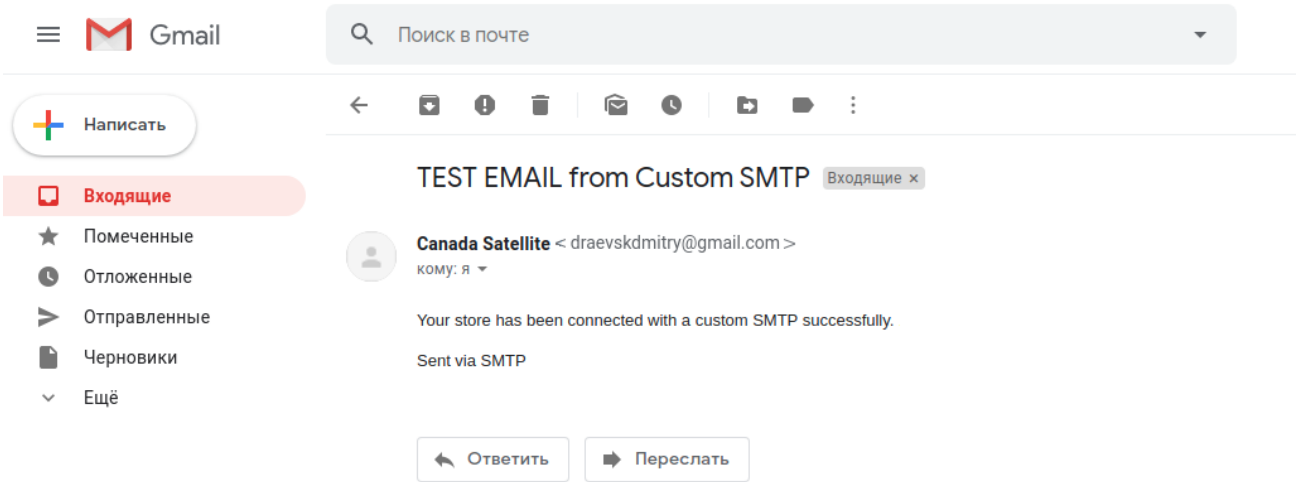 Gmail
Поиск в почте
Написать
Входящие
Помеченные
Отложенные
Отправленные
Черновики
Ещё
TEST EMAIL from Custom SMTP Входящие ×
Canada Satellite < draevskdmitry@gmail.com >
кому: я
Your store has been connected with a custom SMTP successfully.
Sent via SMTP
Ответить Переслать